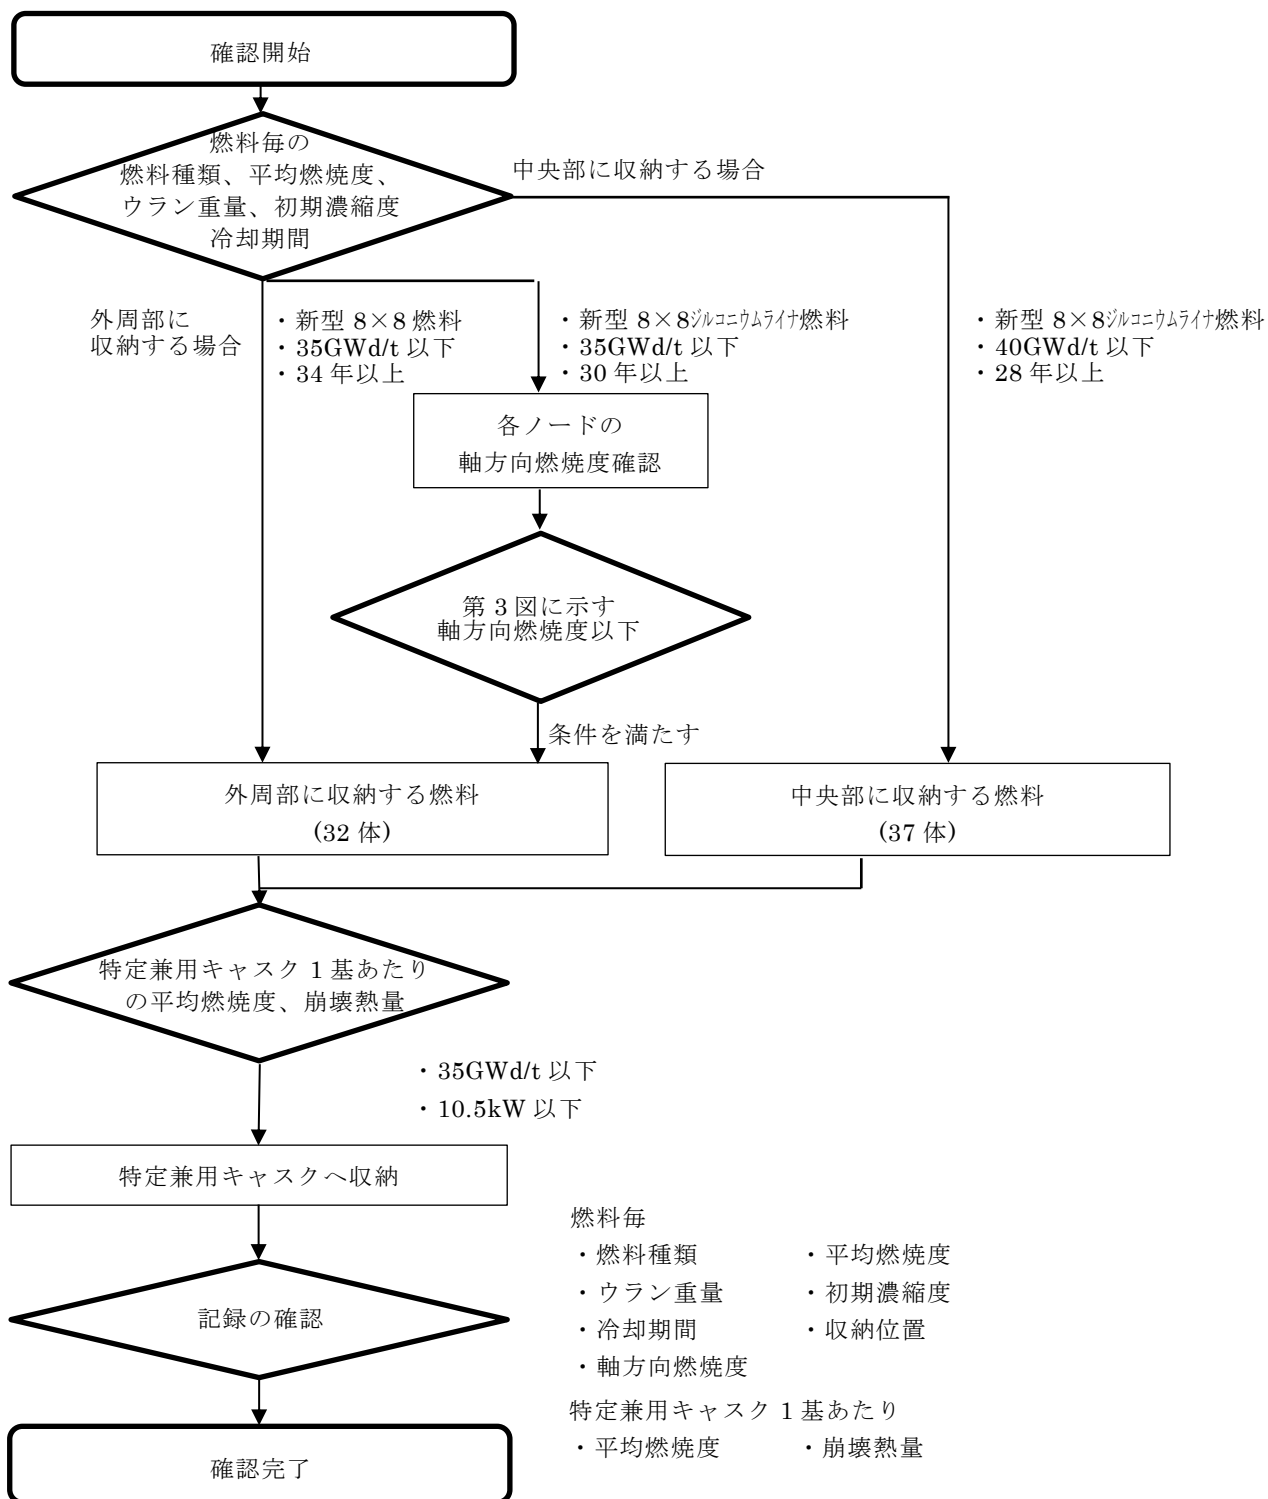 確認開始
燃料毎の
燃料種類、平均燃焼度、
ウラン重量、初期濃縮度
冷却期間
中央部に収納する場合
外周部に
収納する場合
・新型 8×8 燃料
・35GWd/t 以下
・34 年以上
・新型 8×8ｼﾞﾙｺﾆｳﾑﾗｲﾅ燃料
・35GWd/t 以下
・30 年以上
・新型 8×8ｼﾞﾙｺﾆｳﾑﾗｲﾅ燃料
・40GWd/t 以下
・28 年以上
各ノードの
軸方向燃焼度確認
第 3 図に示す
軸方向燃焼度以下
条件を満たす
外周部に収納する燃料
(32 体)
中央部に収納する燃料
(37 体)
特定兼用キャスク 1 基あたり
の平均燃焼度、崩壊熱量
・35GWd/t 以下
・10.5kW 以下
特定兼用キャスクへ収納
記録の確認
燃料毎
・燃料種類 ・平均燃焼度
・ウラン重量 ・初期濃縮度
・冷却期間 ・収納位置
・軸方向燃焼度
特定兼用キャスク 1 基あたり
・平均燃焼度 ・崩壊熱量
確認完了